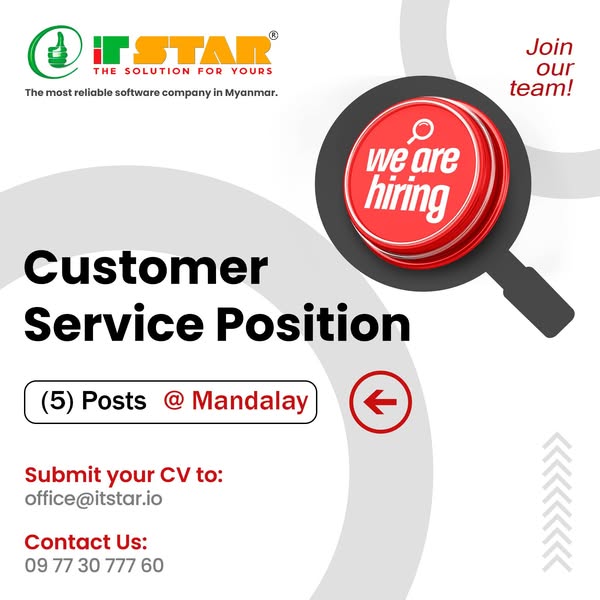 iT STAR®
THE SOLUTION FOR YOURS
The most reliable software company in Myanmar.
Join
our
team!
we are
hiring
Customer
Service Position
(5) Posts @ Mandalay
Submit your CV to:
office@itstar.io
Contact Us:
09 77 30 777 60